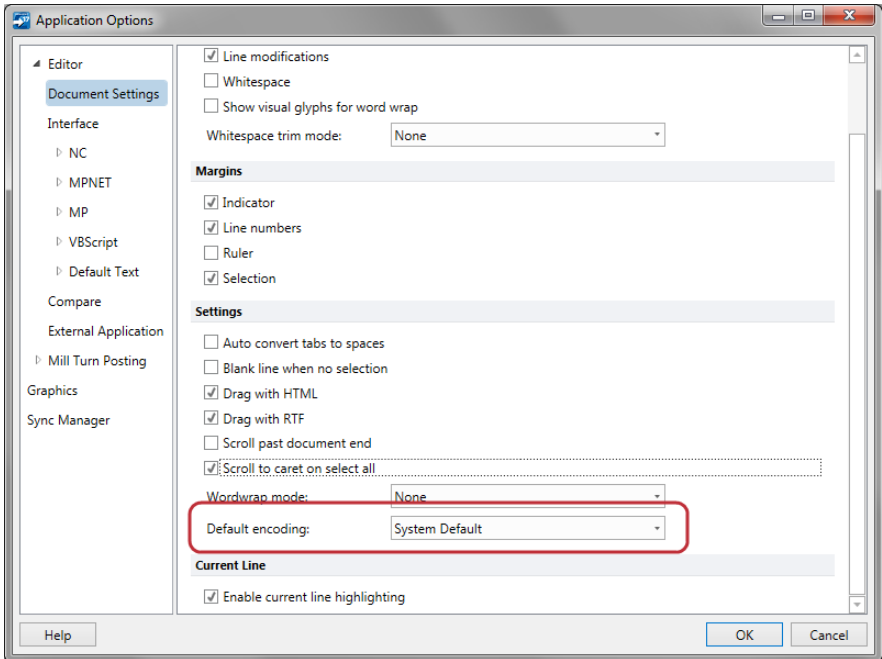 Application Options
Editor
Document Settings
Interface
NC
MPNET
MP
VBScript
Default Text
Compare
External Application
Mill Turn Posting
Graphics
Sync Manager
Line modifications
Whitespace
Show visual glyphs for word wrap
Whitespace trim mode: None
Margins
Indicator
Line numbers
Ruler
Selection
Settings
Auto convert tabs to spaces
Blank line when no selection
Drag with HTML
Drag with RTF
Scroll past document end
Scroll to caret on select all
Wordwrap mode: None
Default encoding: System Default
Current Line
Enable current line highlighting
Help OK Cancel